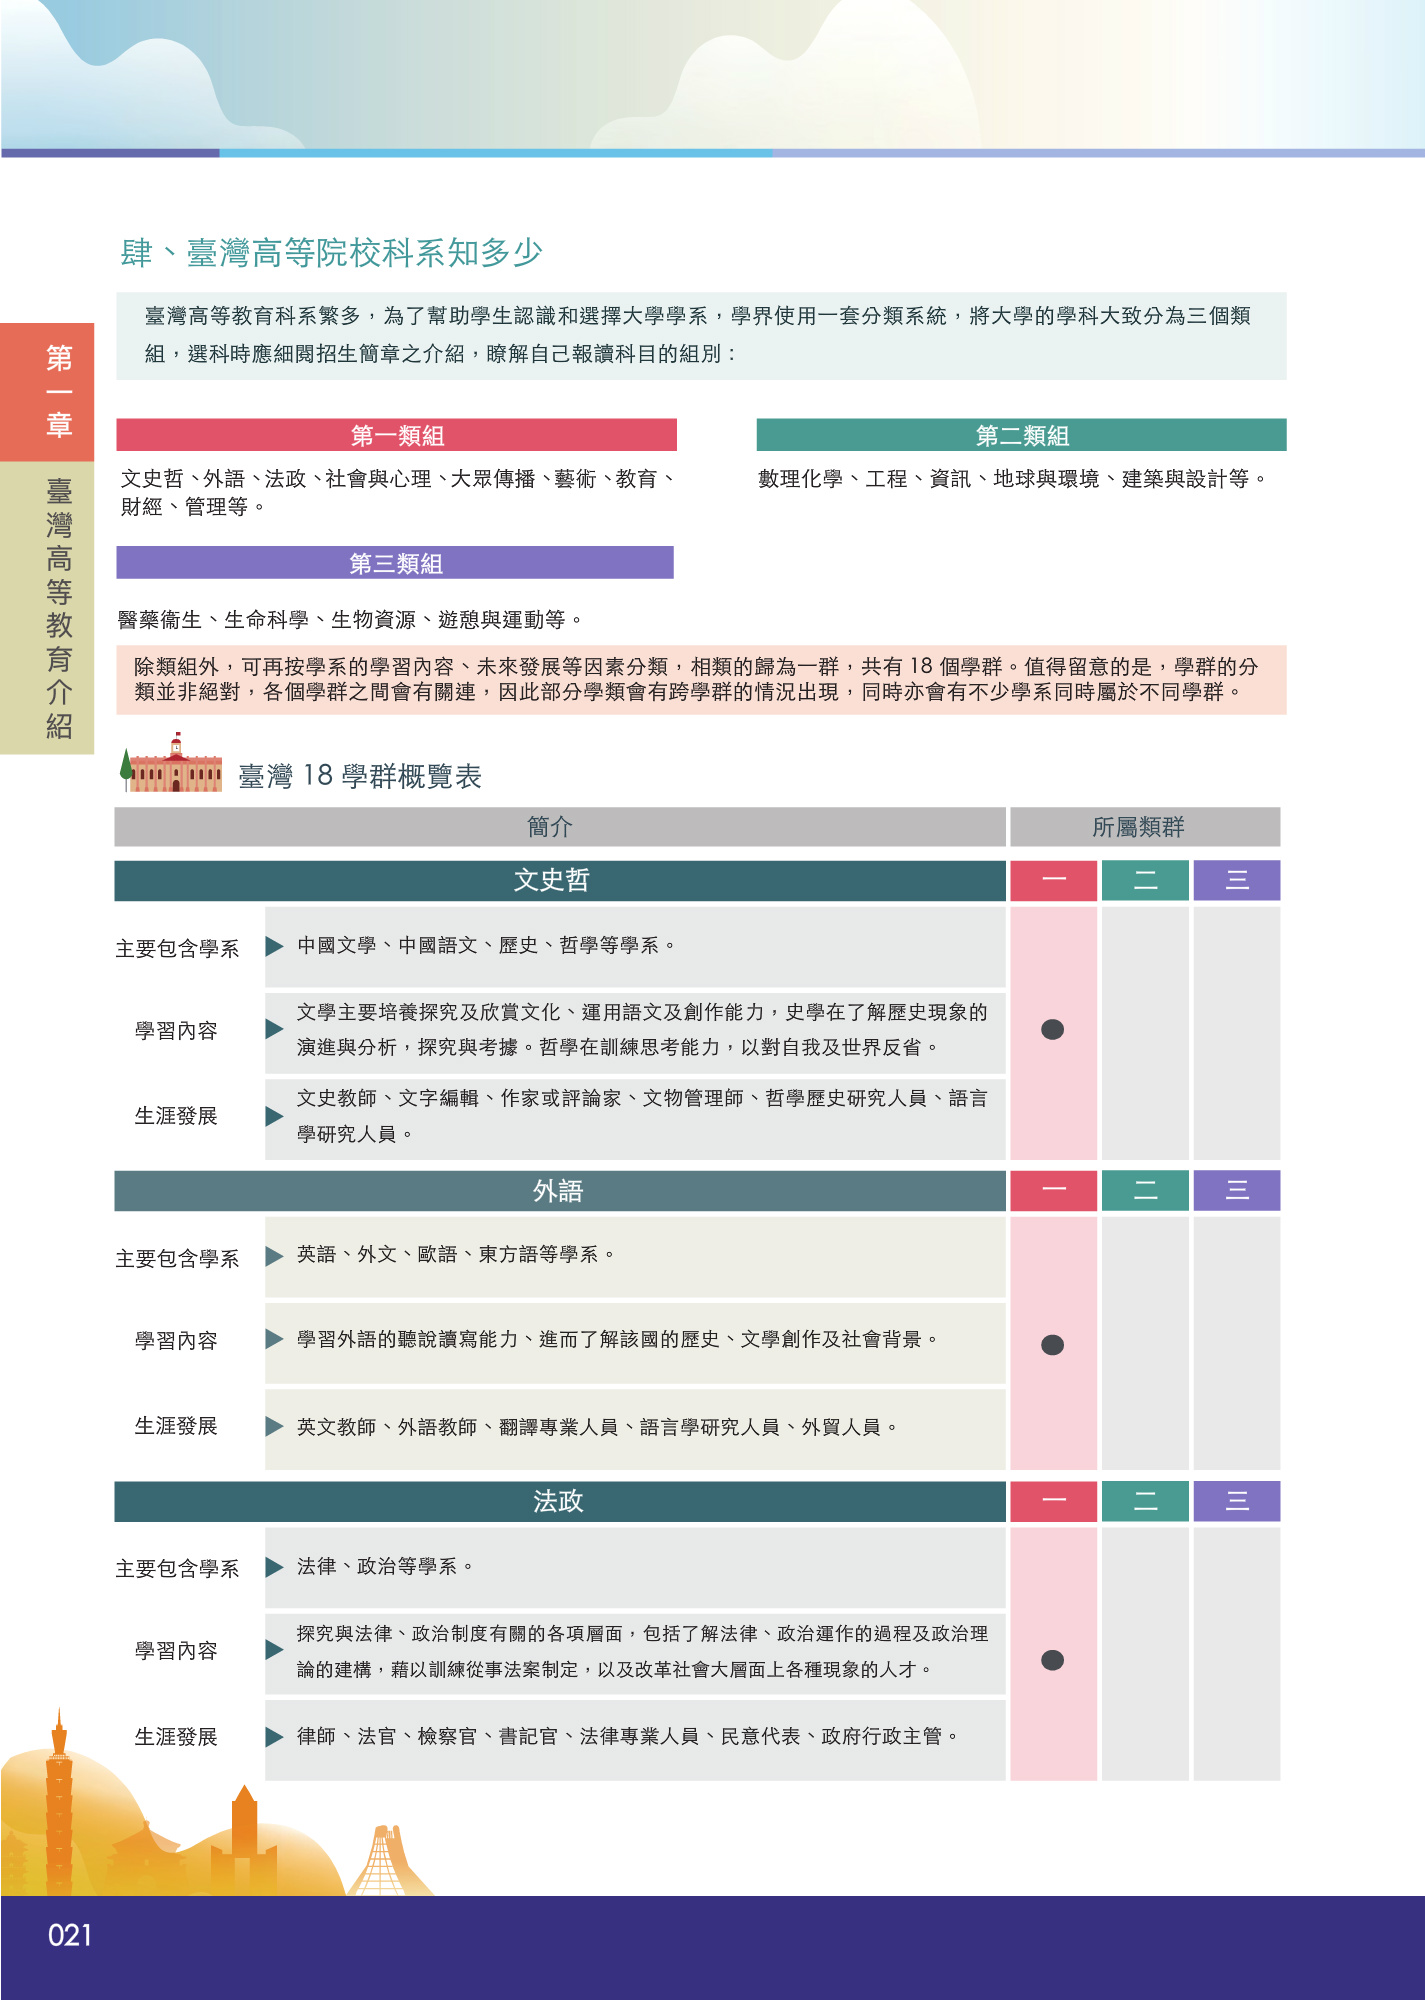 肆、臺灣高等院校科系知多少
臺灣高等教育科系繁多，為了幫助學生認識和選擇大學學系，學界使用一套分類系統，將大學的學科大致分為三個類
組，選科時應細閱招生簡章之介紹，瞭解自己報讀科目的組別：
第一章
臺灣高等教育介紹
第一類組
文史哲、外語、法政、社會與心理、大眾傳播、藝術、教育、
財經、管理等。
第二類組
數理化學、工程、資訊、地球與環境、建築與設計等。
第三類組
醫藥衞生、生命科學、生物資源、遊憩與運動等。
除類組外，可再按學系的學習內容、未來發展等因素分類，相類的歸為一群，共有 18 個學群。值得留意的是，學群的分
類並非絕對，各個學群之間會有關連，因此部分學類會有跨學群的情況出現，同時亦會有不少學系同時屬於不同學群。
臺灣 18 學群概覽表
簡介 所屬類群
文史哲 一 二 三
主要包含學系 中國文學、中國語文、歷史、哲學等學系。
學習內容 文學主要培養探究及欣賞文化、運用語文及創作能力，史學在了解歷史現象的
演進與分析，探究與考據。哲學在訓練思考能力，以對自我及世界反省。
●
生涯發展 文史教師、文字編輯、作家或評論家、文物管理師、哲學歷史研究人員、語言
學研究人員。
外語 一 二 三
主要包含學系 英語、外文、歐語、東方語等學系。
學習內容 學習外語的聽說讀寫能力、進而了解該國的歷史、文學創作及社會背景。
●
生涯發展 英文教師、外語教師、翻譯專業人員、語言學研究人員、外貿人員。
法政 一 二 三
主要包含學系 法律、政治等學系。
學習內容 探究與法律、政治制度有關的各項層面，包括了解法律、政治運作的過程及政治理
論的建構，藉以訓練從事法案制定，以及改革社會大層面上各種現象的人才。
●
生涯發展 律師、法官、檢察官、書記官、法律專業人員、民意代表、政府行政主管。
021